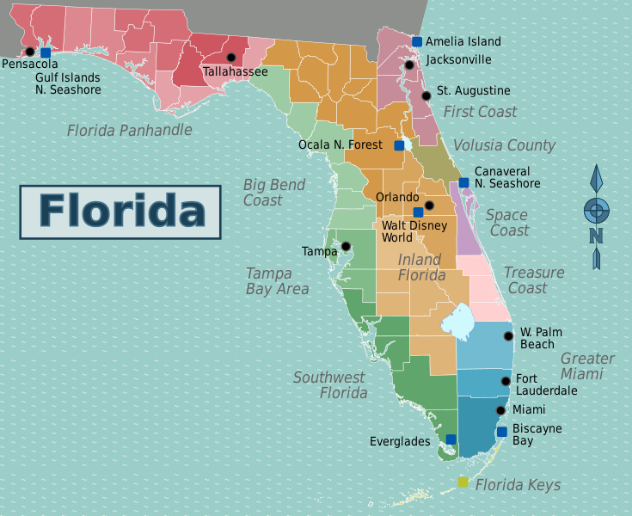 Amelia Island
Jacksonville
Pensacola
Tallahassee
Gulf Islands
N. Seashore
St. Augustine
First Coast
Florida Panhandle
Ocala N. Forest
Volusia County
Canaveral
N. Seashore
Big Bend
Coast
Orlando
Florida
Walt Disney
World
Space
Coast
N
Tampa
Inland
Florida
Tampa
Bay Area
Treasure
Coast
W. Palm
Beach
Greater
Miami
Southwest
Florida
Fort
Lauderdale
Miami
Biscayne
Bay
Everglades
Florida Keys